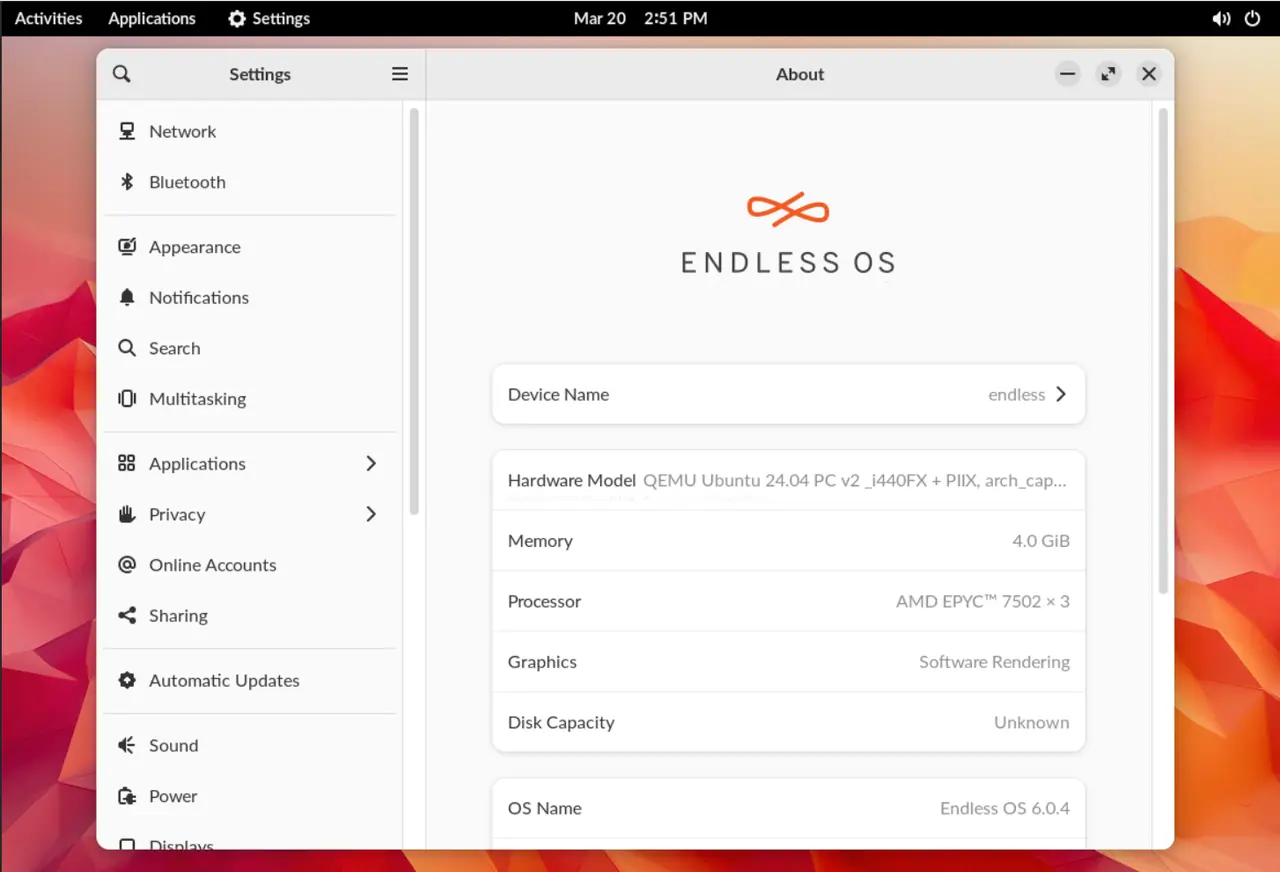 Activities Applications Settings Mar 20 2:51 PM
Settings About
Network
Bluetooth
Appearance
Notifications
Search
Multitasking
Applications
Privacy
Online Accounts
Sharing
Automatic Updates
Sound
Power
Displays
ENDLESS OS
Device Name endless
Hardware Model QEMU Ubuntu 24.04 PC v2 _i440FX + PIIX, arch_cap...
Memory 4.0 GiB
Processor AMD EPYC™ 7502 × 3
Graphics Software Rendering
Disk Capacity Unknown
OS Name Endless OS 6.0.4